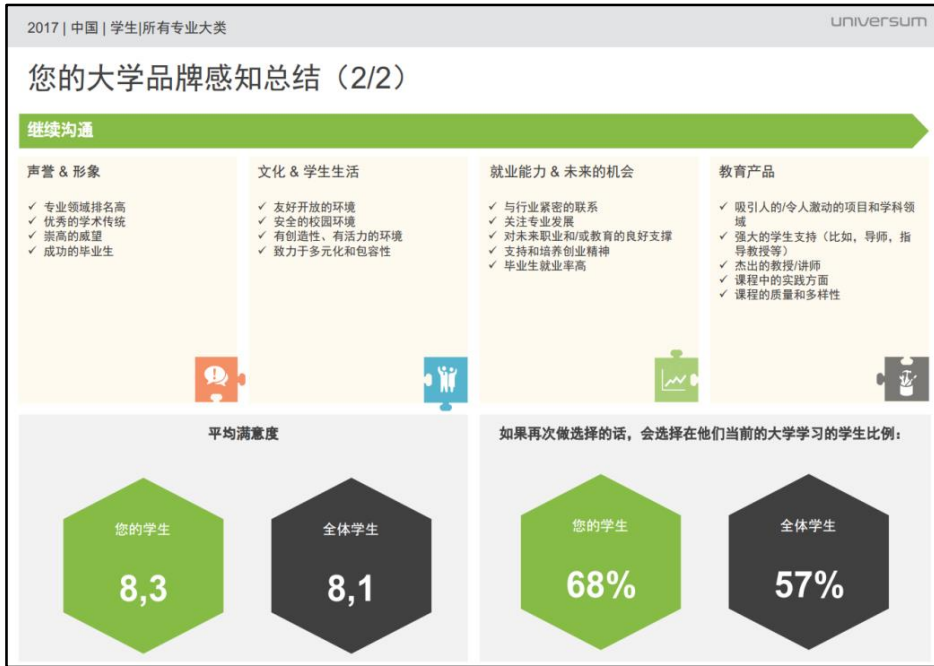 2017 | 中国 | 学生|所有专业大类
universum
您的大学品牌感知总结（2/2）
继续沟通
声誉 & 形象
✓ 专业领域排名高
✓ 优秀的学术传统
✓ 崇高的威望
✓ 成功的毕业生
文化 & 学生生活
✓ 友好开放的环境
✓ 安全的校园环境
✓ 有创造性、有活力的环境
✓ 致力于多元化和包容性
就业能力 & 未来的机会
✓ 与行业紧密的联系
✓ 关注专业发展
✓ 对未来职业和/或教育的良好支撑
✓ 支持和培养创业精神
✓ 毕业生就业率高
教育产品
✓ 吸引人的/令人激动的项目和学科领
域
✓ 强大的学生支持（比如，导师，指
导教授等）
✓ 杰出的教授/讲师
✓ 课程中的实践方面
✓ 课程的质量和多样性
平均满意度
您的学生
8,3
全体学生
8,1
如果再次做选择的话，会选择在他们当前的大学学习的学生比例：
您的学生
68%
全体学生
57%